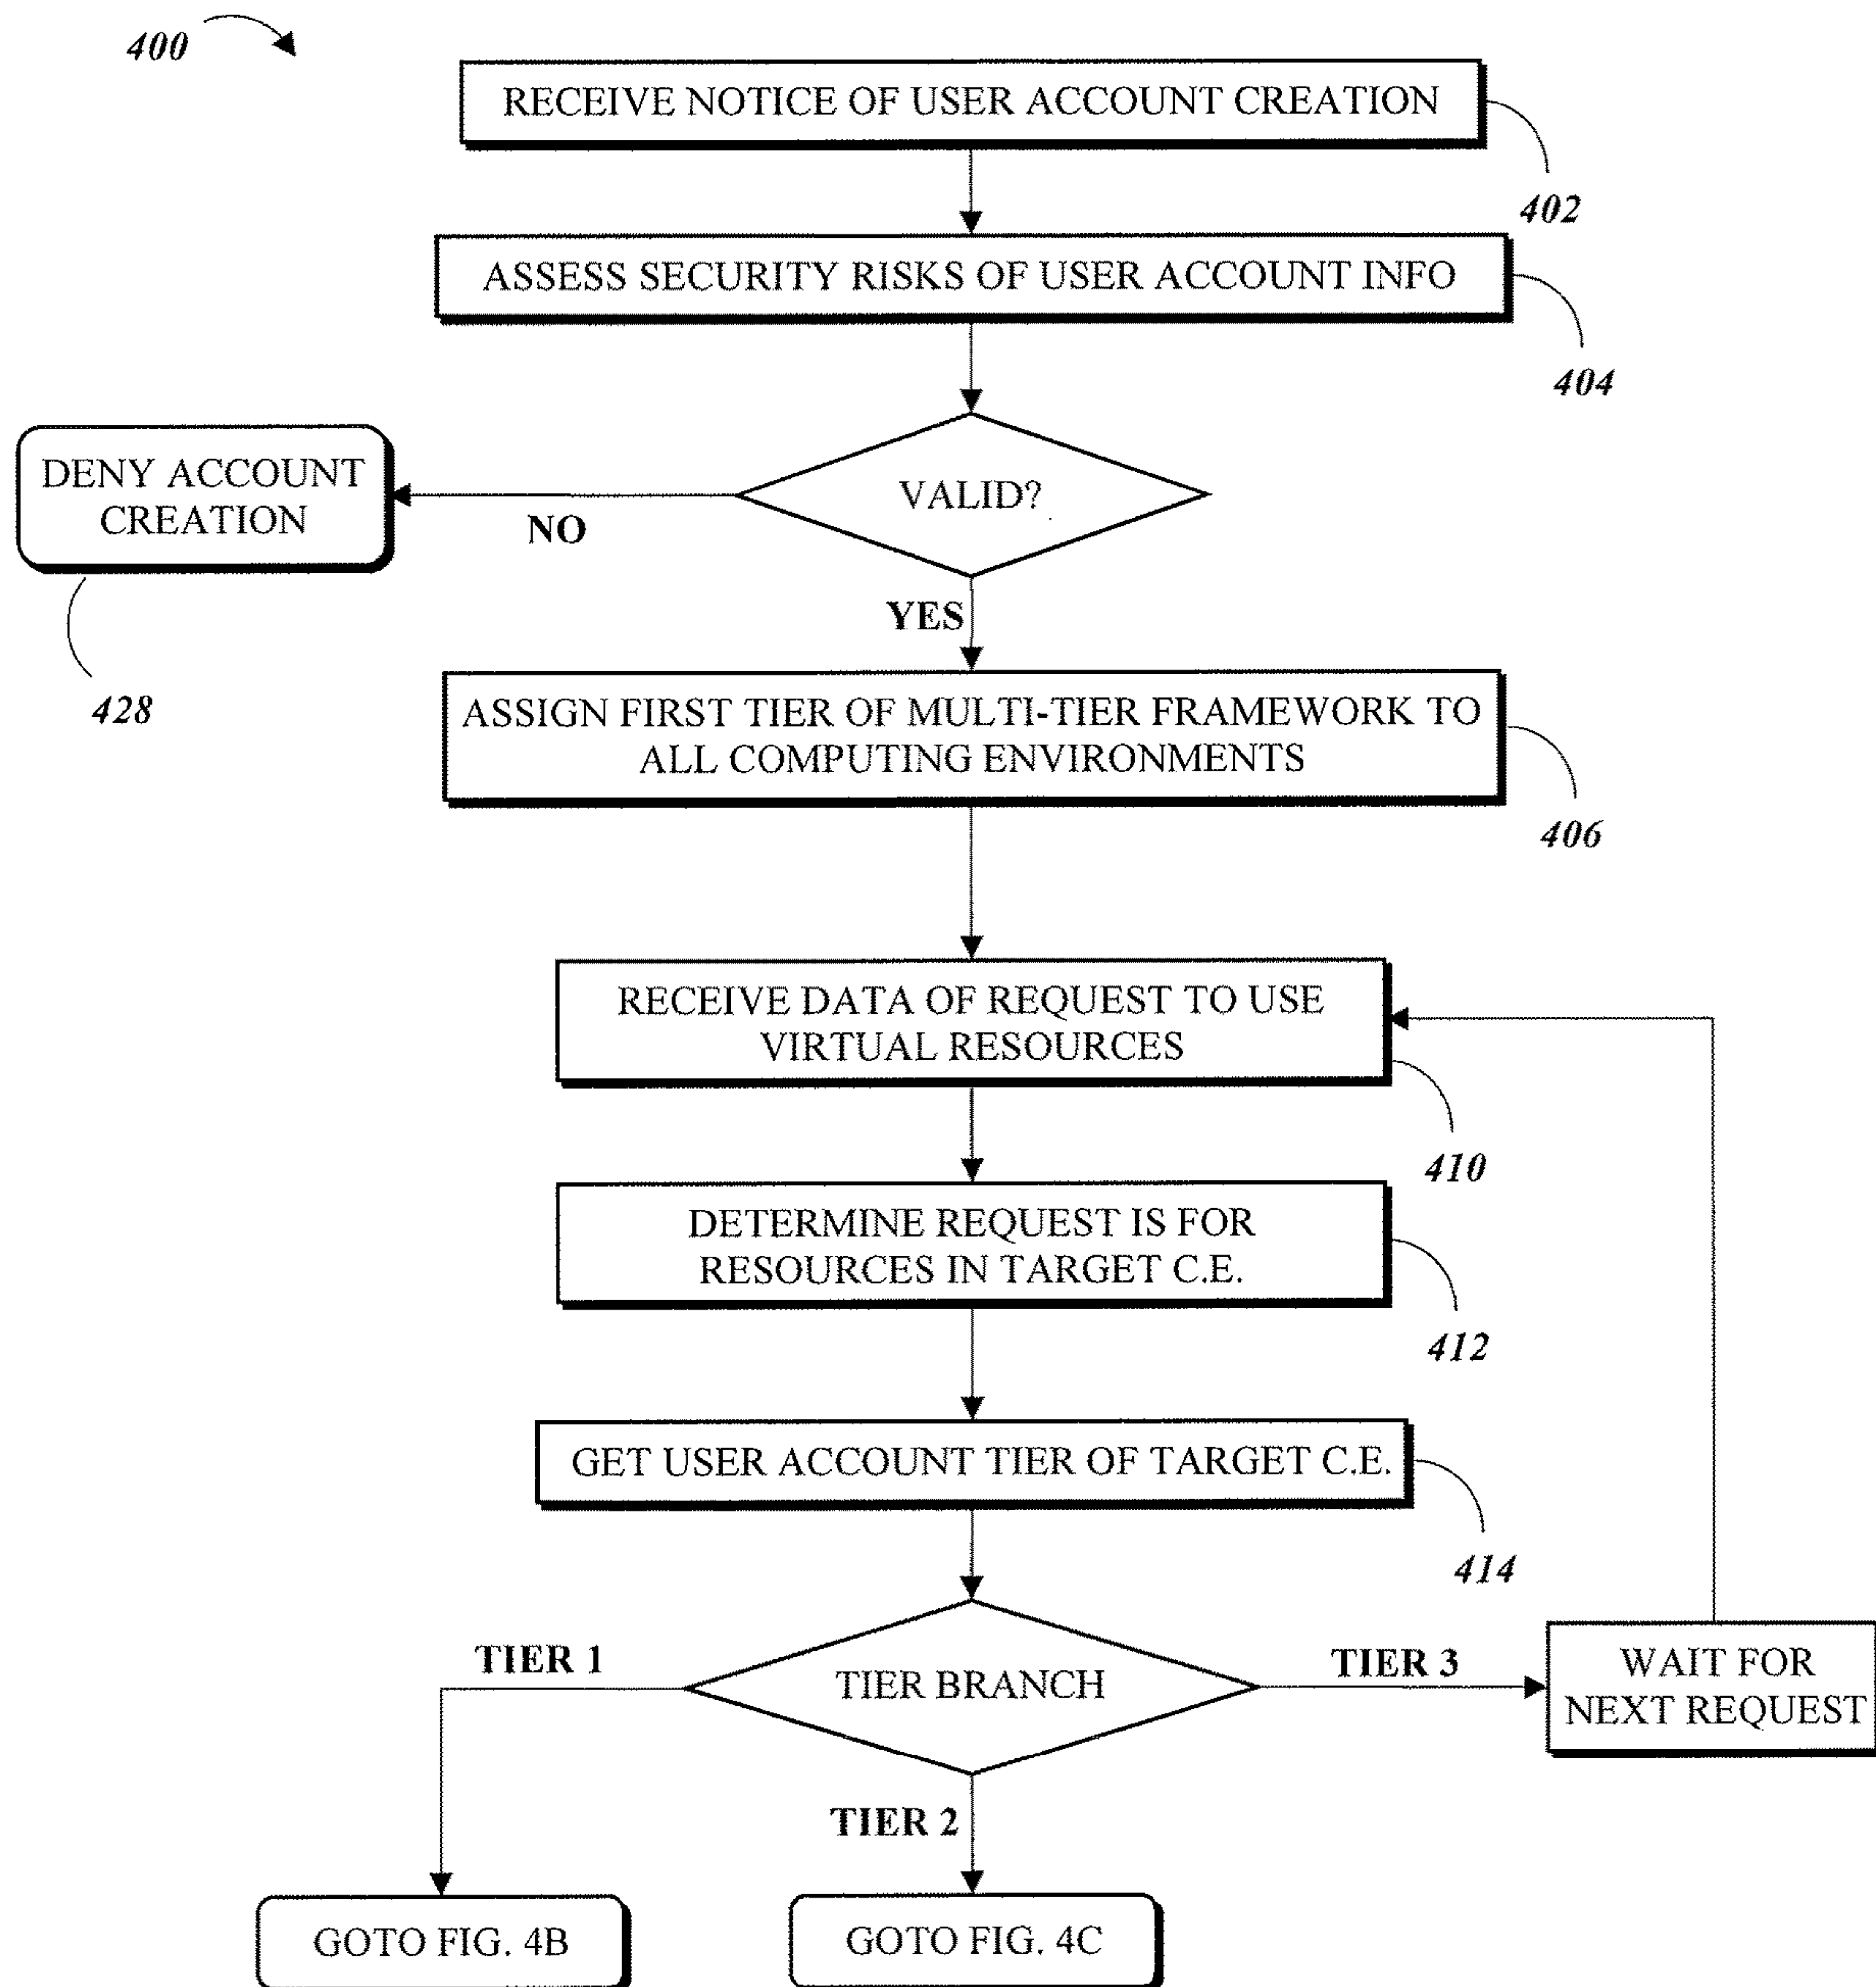 400
RECEIVE NOTICE OF USER ACCOUNT CREATION
402
ASSESS SECURITY RISKS OF USER ACCOUNT INFO
404
VALID?
NO
DENY ACCOUNT
CREATION
428
YES
ASSIGN FIRST TIER OF MULTI-TIER FRAMEWORK TO
ALL COMPUTING ENVIRONMENTS
406
RECEIVE DATA OF REQUEST TO USE
VIRTUAL RESOURCES
410
DETERMINE REQUEST IS FOR
RESOURCES IN TARGET C.E.
412
GET USER ACCOUNT TIER OF TARGET C.E.
414
TIER BRANCH
TIER 1
TIER 3
WAIT FOR
NEXT REQUEST
TIER 2
GOTO FIG. 4B
GOTO FIG. 4C